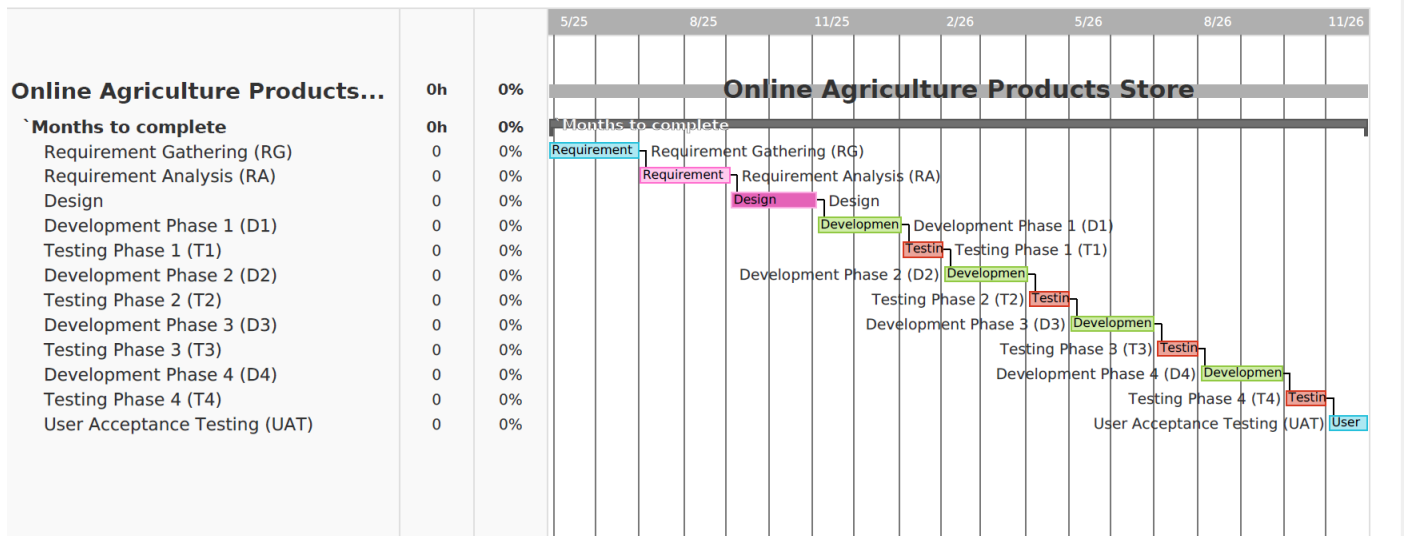 5/25 8/25 11/25 2/26 5/26 8/26 11/26
Online Agriculture Products... 0h 0% Online Agriculture Products Store
`Months to complete 0h 0% `Months to complete
Requirement Gathering (RG) 0 0% Requirement Requirement Gathering (RG)
Requirement Analysis (RA) 0 0% Requirement Requirement Analysis (RA)
Design 0 0% Design Design
Development Phase 1 (D1) 0 0% Developmen Development Phase 1 (D1)
Testing Phase 1 (T1) 0 0% Testin Testing Phase 1 (T1)
Development Phase 2 (D2) 0 0% Development Phase 2 (D2) Developmen
Testing Phase 2 (T2) 0 0% Testing Phase 2 (T2) Testin
Development Phase 3 (D3) 0 0% Development Phase 3 (D3) Developmen
Testing Phase 3 (T3) 0 0% Testing Phase 3 (T3) Testin
Development Phase 4 (D4) 0 0% Development Phase 4 (D4) Developmen
Testing Phase 4 (T4) 0 0% Testing Phase 4 (T4) Testin
User Acceptance Testing (UAT) 0 0% User Acceptance Testing (UAT) User